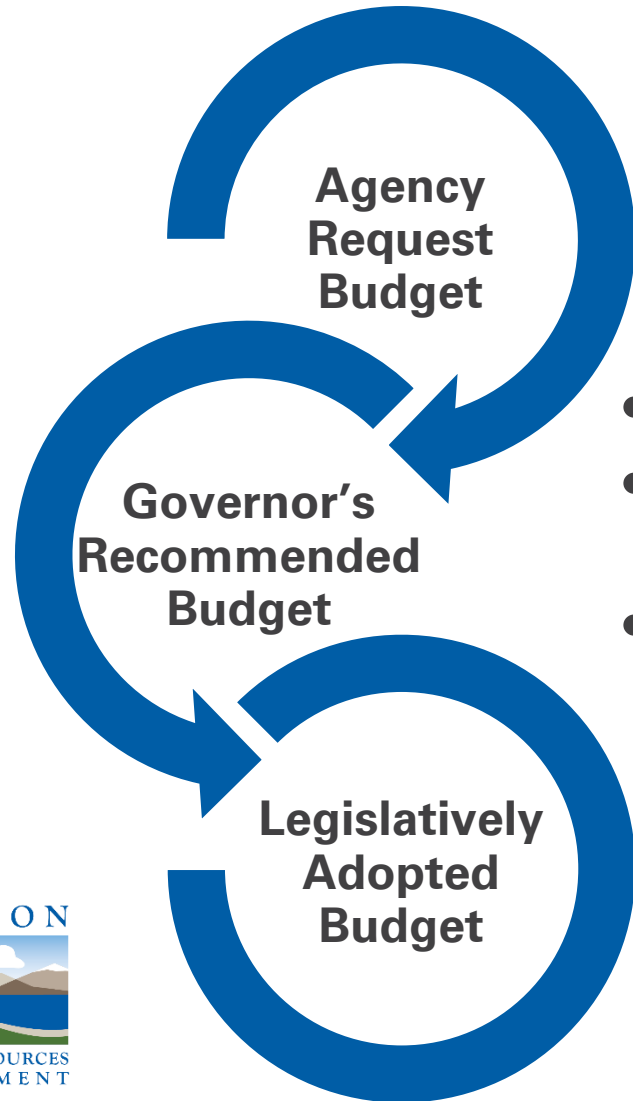 Agency
Request
Budget
•
•
Governor’s
Recommended
Budget
•
Legislatively
Adopted
Budget
ON
OURCES
MENT